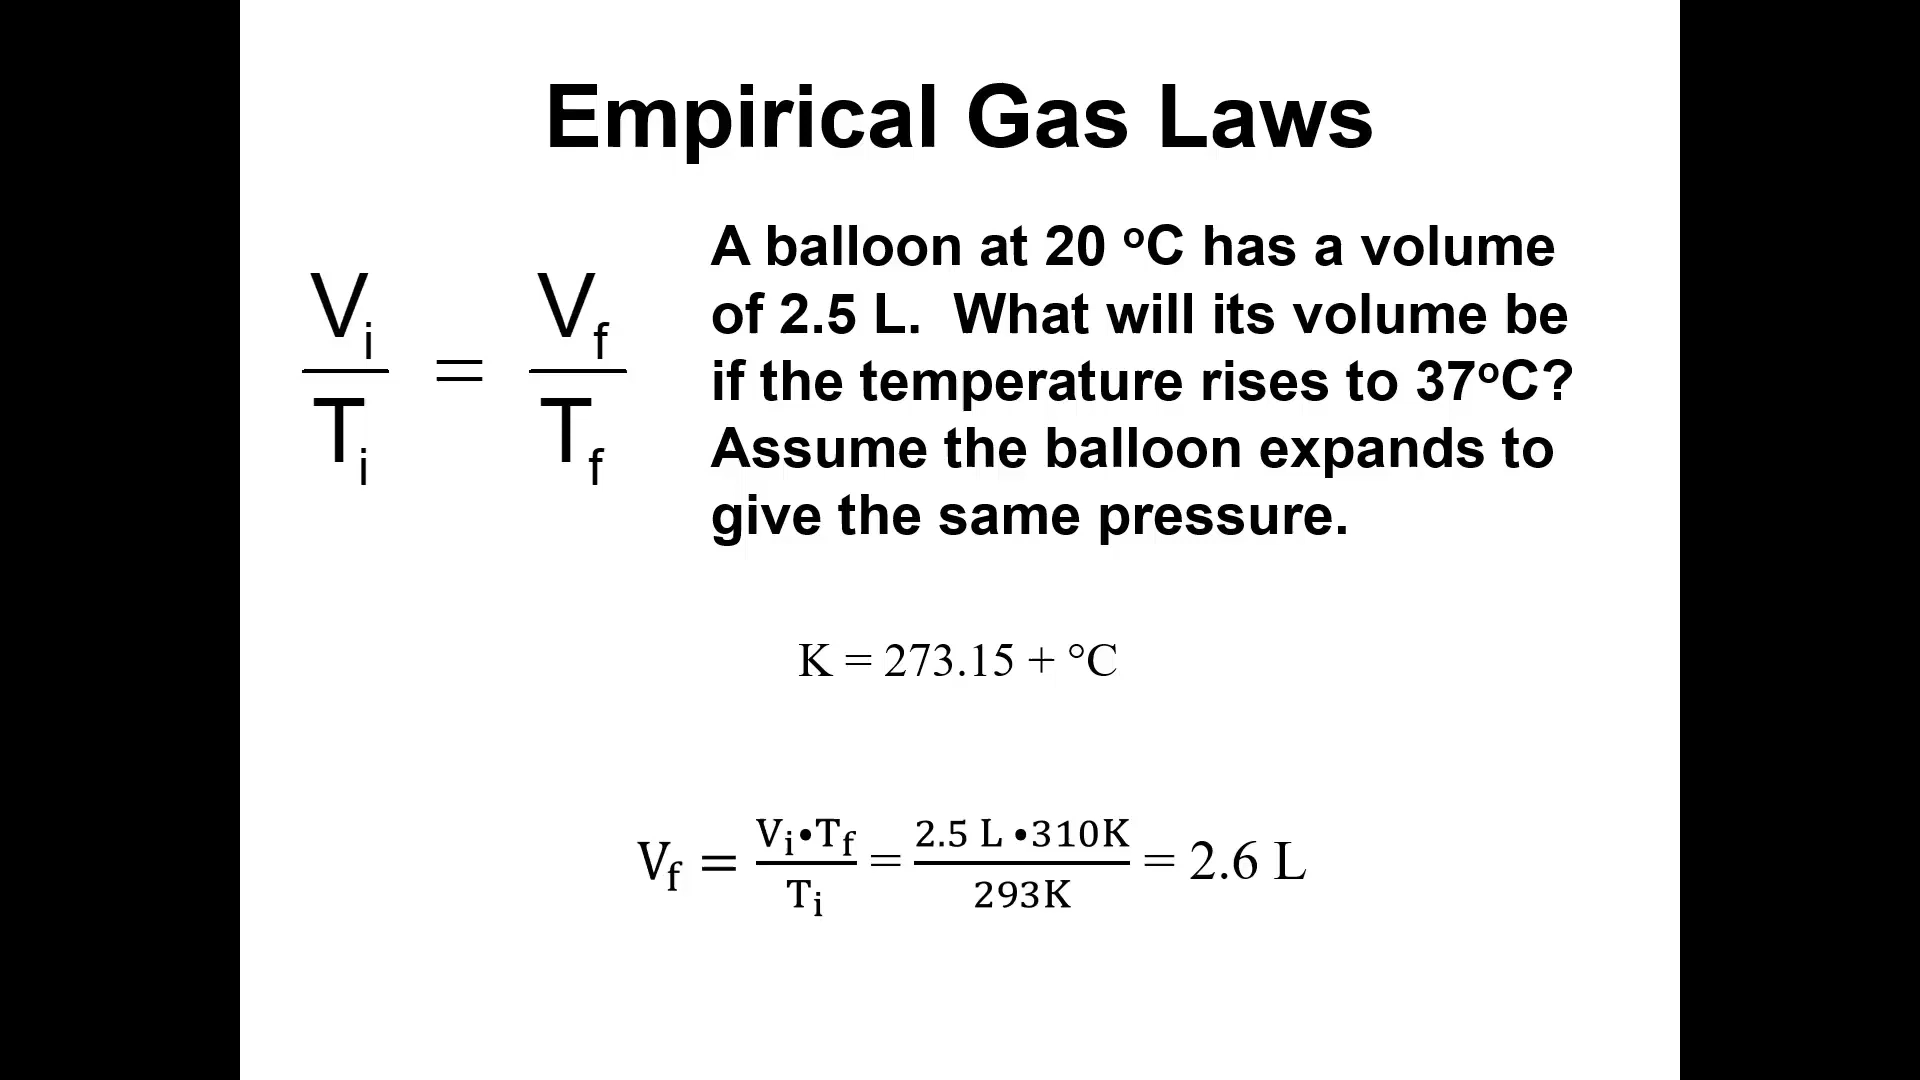 Empirical Gas Laws
Vi/Ti = Vf/Tf
A balloon at 20 ºC has a volume
of 2.5 L. What will its volume be
if the temperature rises to 37ºC?
Assume the balloon expands to
give the same pressure.
K = 273.15 + °C
Vf = Vi•Tf/Ti = 2.5 L •310K/293K = 2.6 L